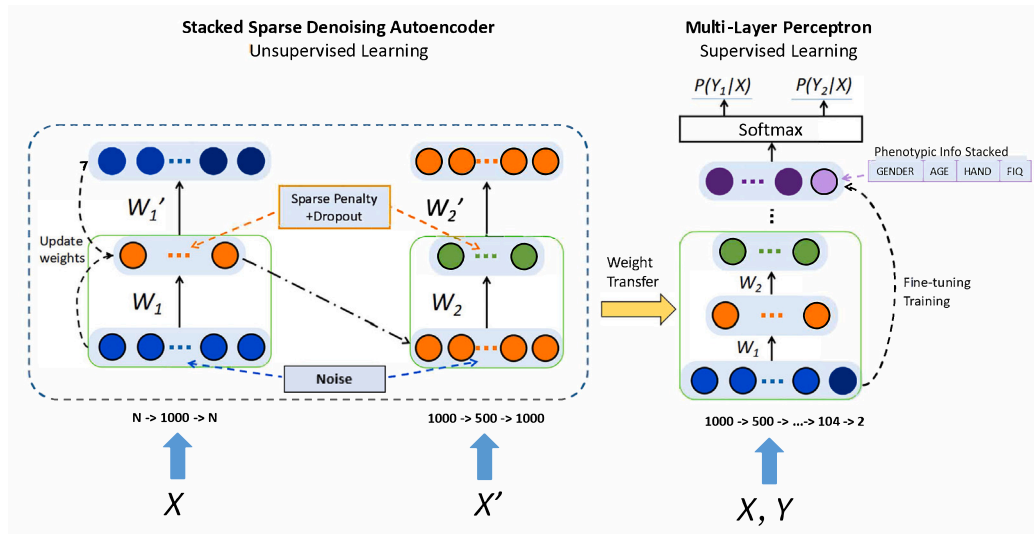 Stacked Sparse Denoising Autoencoder
Unsupervised Learning
Multi-Layer Perceptron
Supervised Learning
P(Y₁|X)
P(Y₂|X)
Softmax
Phenotypic Info Stacked
GENDER
AGE
HAND
FIQ
W₁′
Sparse Penalty
+Dropout
W₂′
Update
weights
W₁
W₂
Noise
Weight
Transfer
W₂
W₁
Fine-tuning
Training
N -> 1000 -> N
1000 -> 500 -> 1000
1000 -> 500 -> ...-> 104 -> 2
X
X′
X, Y